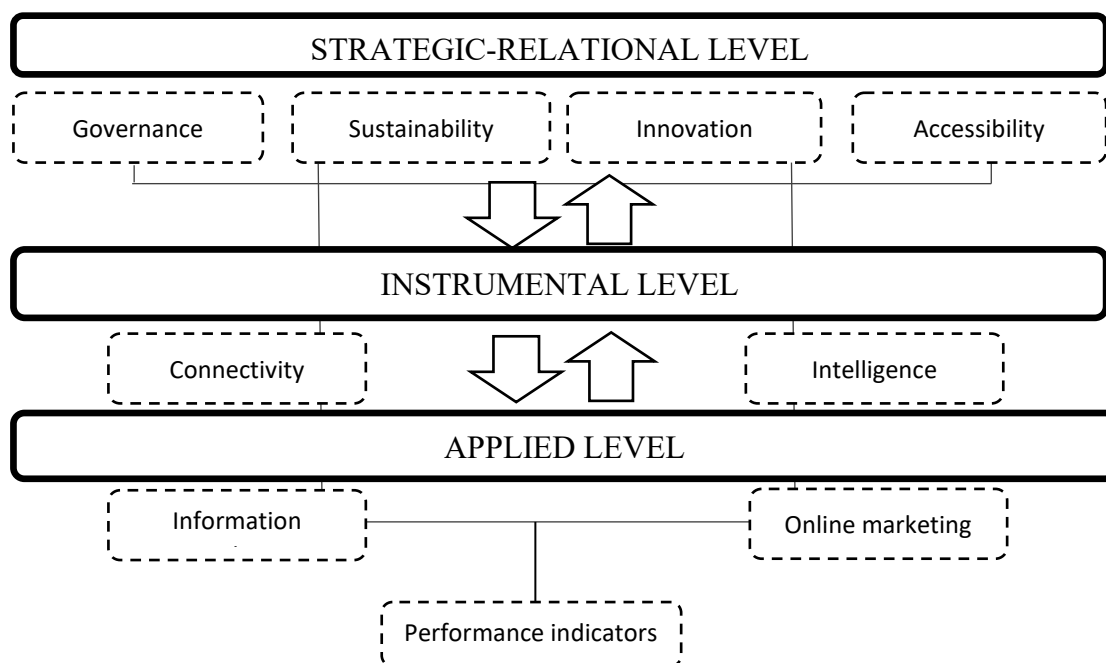 STRATEGIC-RELATIONAL LEVEL
Governance
Sustainability
Innovation
Accessibility
INSTRUMENTAL LEVEL
Connectivity
Intelligence
APPLIED LEVEL
Information
Online marketing
Performance indicators